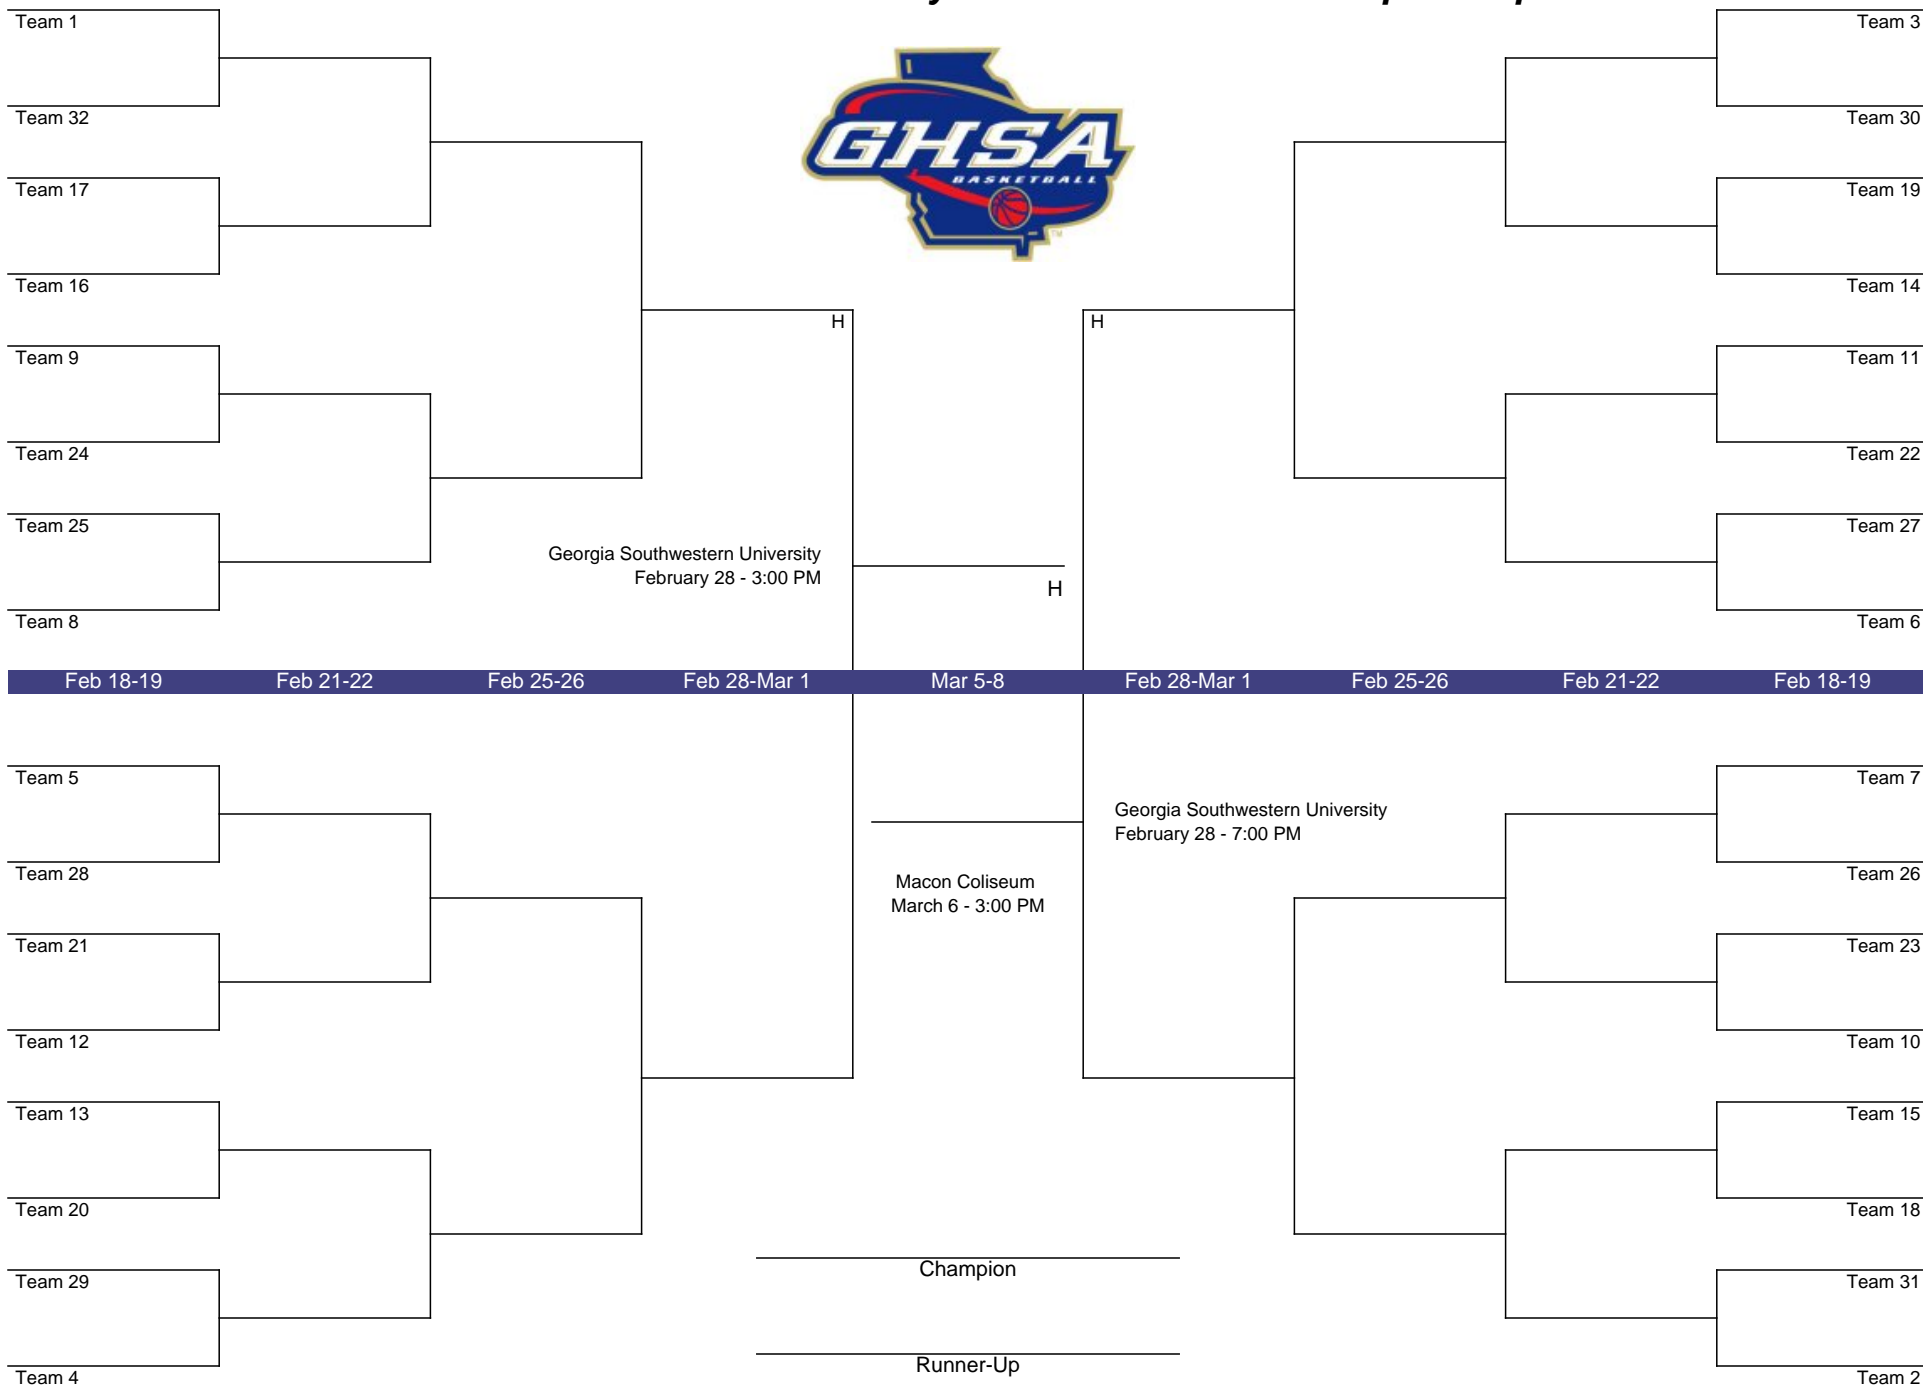 Team 1
Team 3
Team 32
Team 30
Team 17
Team 19
Team 16
Team 14
GHSA
BASKETBALL
TM
H
H
Team 9
Team 11
Team 24
Team 22
Team 25
Team 27
Georgia Southwestern University
February 28 - 3:00 PM
H
Team 8
Team 6
Feb 18-19 Feb 21-22 Feb 25-26 Feb 28-Mar 1 Mar 5-8 Feb 28-Mar 1 Feb 25-26 Feb 21-22 Feb 18-19
Team 5
Team 7
Georgia Southwestern University
February 28 - 7:00 PM
Team 28
Team 26
Macon Coliseum
March 6 - 3:00 PM
Team 21
Team 23
Team 12
Team 10
Team 13
Team 15
Team 20
Team 18
Champion
Team 29
Team 31
Runner-Up
Team 4
Team 2